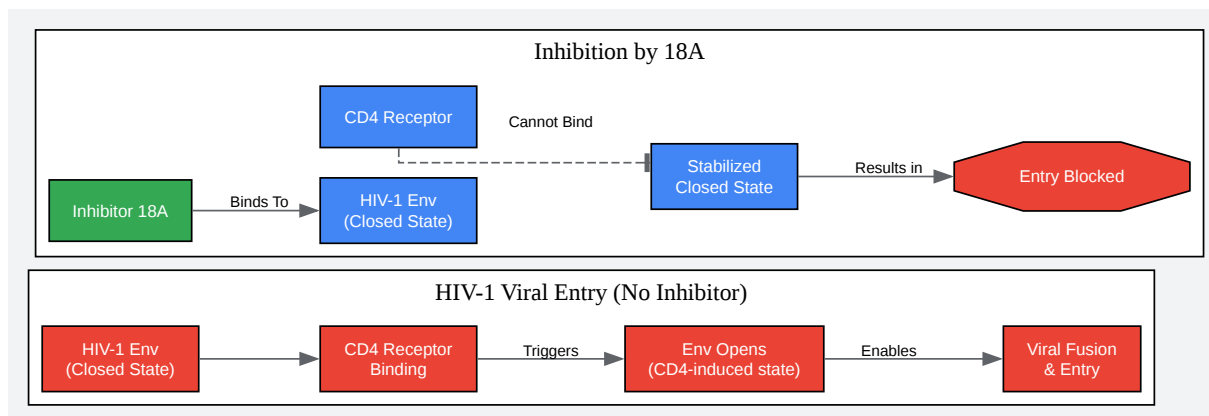 Inhibition by 18A
CD4 Receptor
Cannot Bind
Stabilized
Closed State
Results in
Entry Blocked
Inhibitor 18A
Binds To
HIV-1 Env
(Closed State)
HIV-1 Viral Entry (No Inhibitor)
HIV-1 Env
(Closed State)
CD4 Receptor
Binding
Triggers
Env Opens
(CD4-induced state)
Enables
Viral Fusion
& Entry